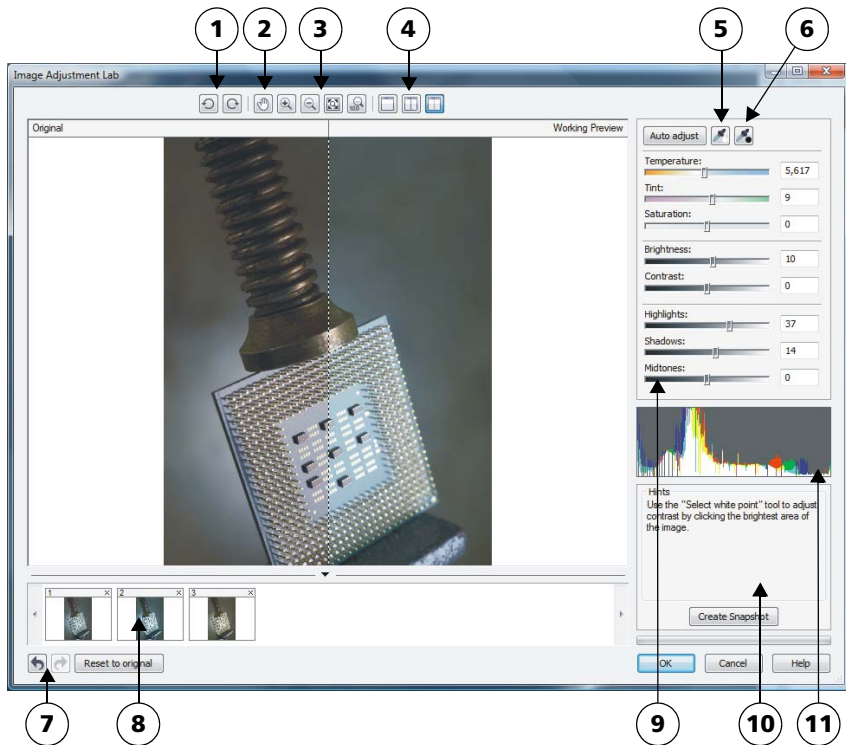 1 2 3 4 5 6
Image Adjustment Lab
100
Original Working Preview
Auto adjust
Temperature:
5,617
Tint:
9
Saturation:
0
Brightness:
10
Contrast:
0
Highlights:
37
Shadows:
14
Midtones:
0
Hints
Use the "Select white point" tool to adjust
contrast by clicking the brightest area of
the image.
1 2 3
Create Snapshot
Reset to original
OK Cancel Help
7 8 9 10 11